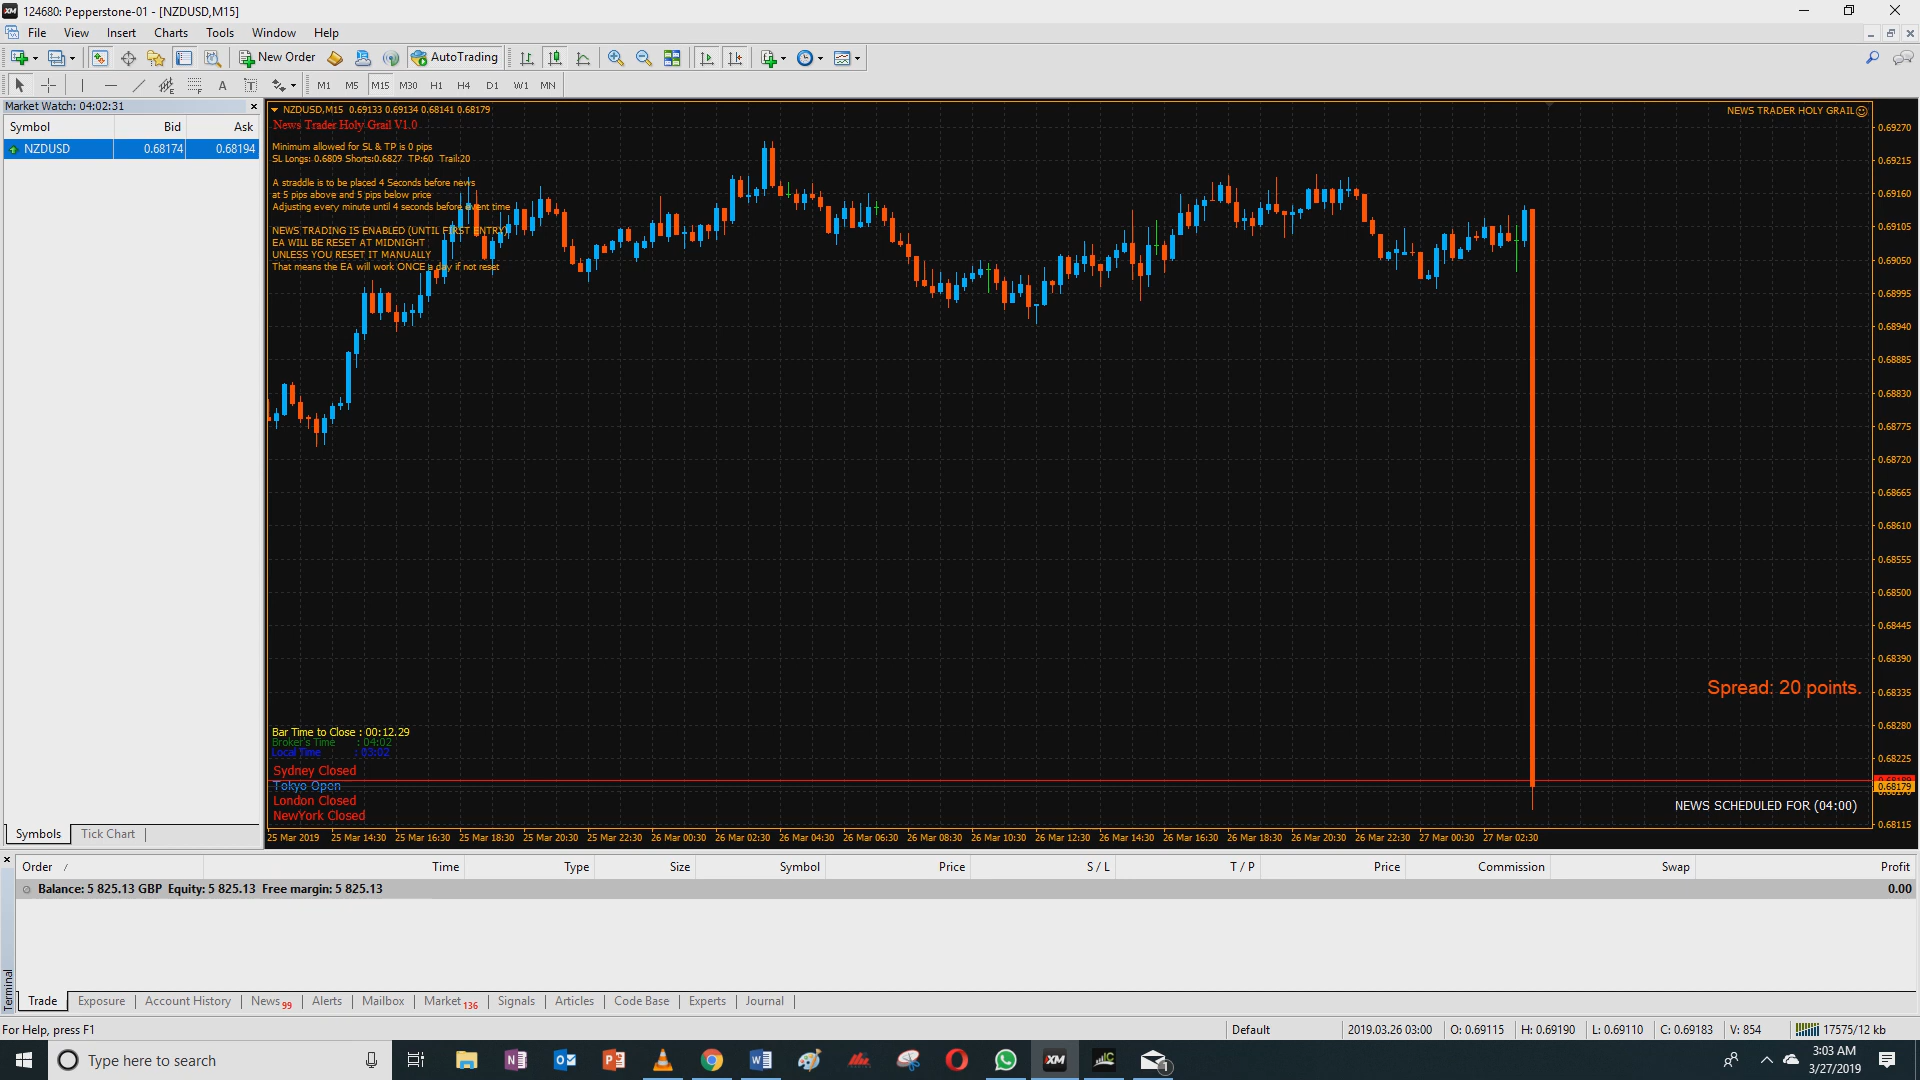 124680: Pepperstone-01 - [NZDUSD,M15]
File View Insert Charts Tools Window Help
New Order AutoTrading
M1 M5 M15 M30 H1 H4 D1 W1 MN
Market Watch: 04:02:31
Symbol Bid Ask
NZDUSD 0.68174 0.68194
Symbols Tick Chart
NZDUSD,M15 0.69133 0.69134 0.68141 0.68179
NEWS TRADER HOLY GRAIL
News Trader Holy Grail V1.0
Minimum allowed for SL & TP is 0 pips
SL Longs: 0.6809 Shorts:0.6827 TP:60 Trail:20
A straddle is to be placed 4 Seconds before news
at 5 pips above and 5 pips below price
Adjusting every minute until 4 seconds before event time
NEWS TRADING IS ENABLED (UNTIL FIRST ENTRY)
EA WILL BE RESET AT MIDNIGHT
UNLESS YOU RESET IT MANUALLY
That means the EA will work ONCE a day if not reset
0.69270
0.69215
0.69160
0.69105
0.69050
0.68995
0.68940
0.68885
0.68830
0.68775
0.68720
0.68665
0.68610
0.68555
0.68500
0.68445
0.68390
0.68335
0.68280
0.68225
0.68179
0.68115
Spread: 20 points.
Bar Time to Close : 00:12.29
Broker's Time : 04:02
Local Time : 03:02
Sydney Closed
Tokyo Open
London Closed
NewYork Closed
NEWS SCHEDULED FOR (04:00)
25 Mar 2019 25 Mar 14:30 25 Mar 16:30 25 Mar 18:30 25 Mar 20:30 25 Mar 22:30 26 Mar 00:30 26 Mar 02:30 26 Mar 04:30 26 Mar 06:30 26 Mar 08:30 26 Mar 10:30 26 Mar 12:30 26 Mar 14:30 26 Mar 16:30 26 Mar 18:30 26 Mar 20:30 26 Mar 22:30 27 Mar 00:30 27 Mar 02:30
Order / Time Type Size Symbol Price S / L T / P Price Commission Swap Profit
Balance: 5 825.13 GBP Equity: 5 825.13 Free margin: 5 825.13 0.00
Terminal
Trade Exposure Account History News 99 Alerts Mailbox Market 136 Signals Articles Code Base Experts Journal
For Help, press F1 Default 2019.03.26 03:00 O: 0.69115 H: 0.69190 L: 0.69110 C: 0.69183 V: 854 17575/12 kb
Type here to search
3:03 AM
3/27/2019